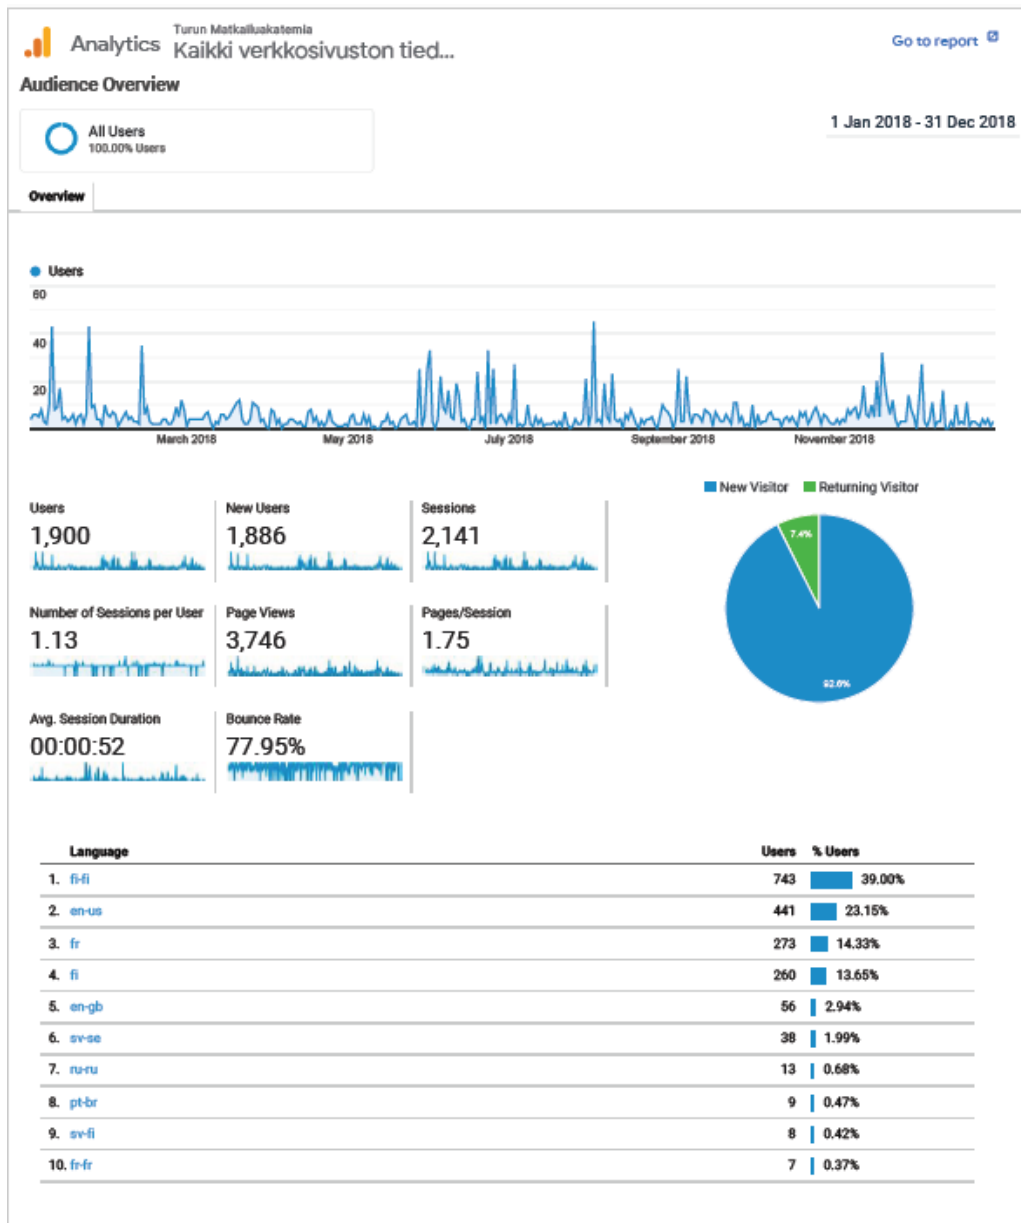 Turun Matkailuakatemia
Analytics Kaikki verkkosivuston tied...
Go to report
Audience Overview
All Users
100.00% Users
1 Jan 2018 - 31 Dec 2018
Overview
Users
60
40
20
March 2018 May 2018 July 2018 September 2018 November 2018
New Visitor Returning Visitor
7.4%
92.6%
Users
1,900
New Users
1,886
Sessions
2,141
Number of Sessions per User
1.13
Page Views
3,746
Pages/Session
1.75
Avg. Session Duration
00:00:52
Bounce Rate
77.95%
Language Users % Users
1. fi-fi 743 39.00%
2. en-us 441 23.15%
3. fr 273 14.33%
4. fi 260 13.65%
5. en-gb 56 2.94%
6. sv-se 38 1.99%
7. ru-ru 13 0.68%
8. pt-br 9 0.47%
9. sv-fi 8 0.42%
10. fr-fr 7 0.37%